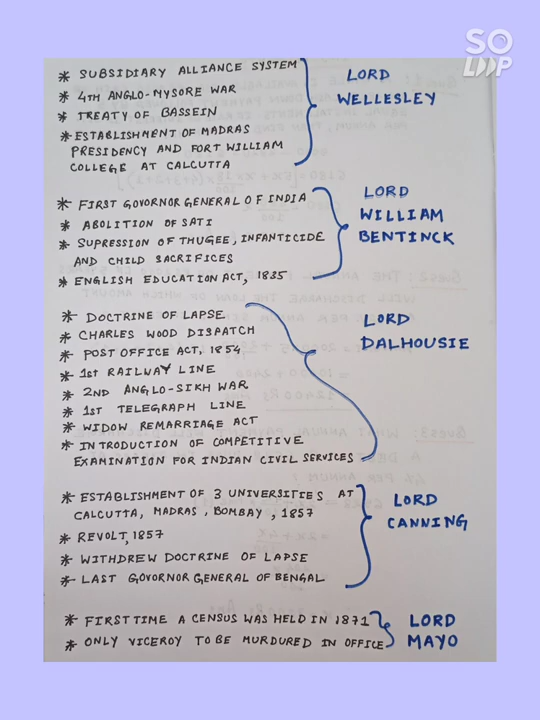 SO
LOOP
* SUBSIDIARY ALLIANCE SYSTEM
* 4TH ANGLO-MYSORE WAR
* TREATY OF BASSEIN
* ESTABLISHMENT OF MADRAS
PRESIDENCY AND FORT WILLIAM
COLLEGE AT CALCUTTA
LORD
WELLESLEY
* FIRST GOVORNOR GENERAL OF INDIA
* ABOLITION OF SATI
* SUPRESSION OF THUGEE, INFANTICIDE
AND CHILD SACRIFICES
* ENGLISH EDUCATION ACT, 1835
LORD
WILLIAM
BENTINCK
* DOCTRINE OF LAPSE
* CHARLES WOOD DISPATCH
* POST OFFICE ACT, 1854
* 1st RAILWAY LINE
* 2ND ANGLO-SIKH WAR
* 1st TELEGRAPH LINE
* WIDOW REMARRIAGE ACT
* INTRODUCTION OF COMPETITIVE
EXAMINATION FOR INDIAN CIVIL SERVICES
LORD
DALHOUSIE
* ESTABLISHMENT OF 3 UNIVERSITIES AT
CALCUTTA, MADRAS, BOMBAY, 1857
* REVOLT, 1857
* WITHDREW DOCTRINE OF LAPSE
* LAST GOVORNOR GENERAL OF BENGAL
LORD
CANNING
* FIRST TIME A CENSUS WAS HELD IN 1871
* ONLY VICEROY TO BE MURDURED IN OFFICE
LORD
MAYO